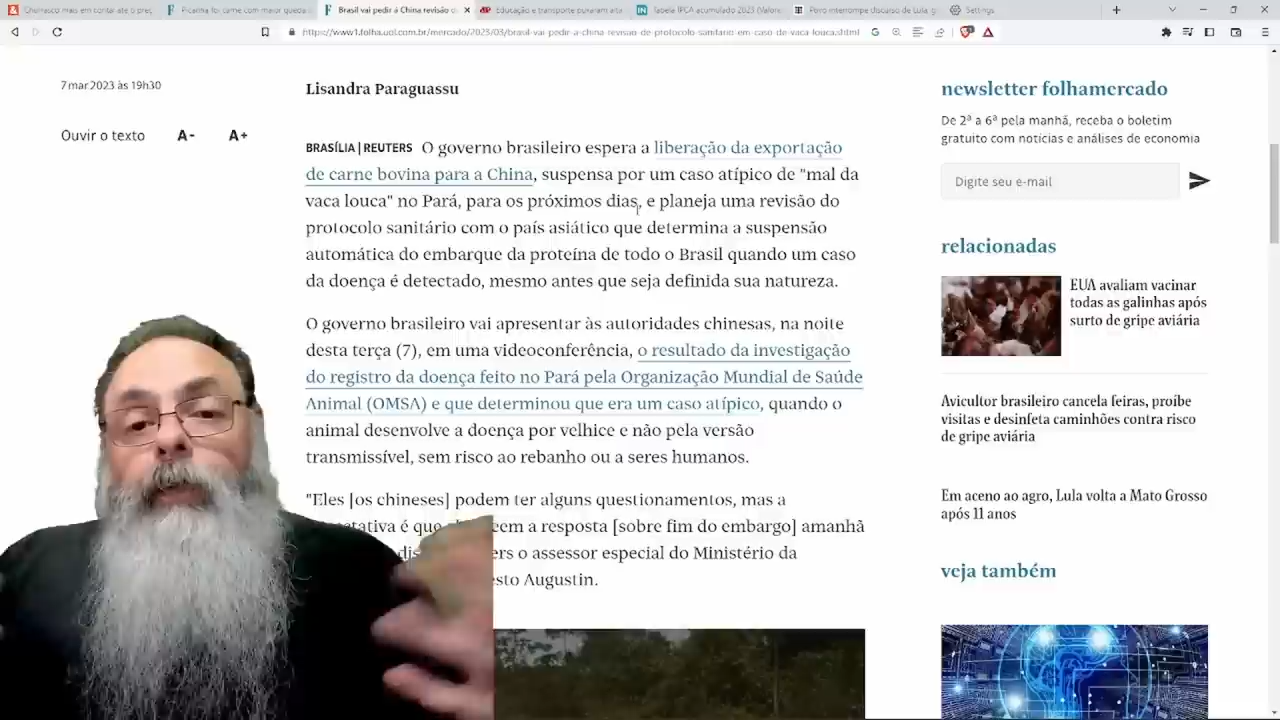 Churrasco mais em conta: até o preç
Picanha foi carne com maior queda d
Brasil vai pedir à China revisão de
Educação e transporte puxaram alta
Tabela IPCA acumulado 2023 (Valore
Porro interrompe discurso de Lula, g
Settings
https://www1.folha.uol.com.br/mercado/2023/03/brasil-vai-pedir-a-china-revisao-de-protocolo-sanitario-em-caso-de-vaca-louca.shtml
7.mar.2023 às 19h30
Ouvir o texto A- A+
Lisandra Paraguassu
BRASÍLIA | REUTERS O governo brasileiro espera a liberação da exportação
de carne bovina para a China, suspensa por um caso atípico de "mal da
vaca louca" no Pará, para os próximos dias, e planeja uma revisão do
protocolo sanitário com o país asiático que determina a suspensão
automática do embarque da proteína de todo o Brasil quando um caso
da doença é detectado, mesmo antes que seja definida sua natureza.
O governo brasileiro vai apresentar às autoridades chinesas, na noite
desta terça (7), em uma videoconferência, o resultado da investigação
do registro da doença feito no Pará pela Organização Mundial de Saúde
Animal (OMSA) e que determinou que era um caso atípico, quando o
animal desenvolve a doença por velhice e não pela versão
transmissível, sem risco ao rebanho ou a seres humanos.
"Eles [os chineses] podem ter alguns questionamentos, mas a
é que a resposta [sobre fim do embargo] amanhã
o assessor especial do Ministério da
Augustin.
newsletter folhamercado
De 2ª a 6ª pela manhã, receba o boletim
gratuito com notícias e análises de economia
Digite seu e-mail
relacionadas
EUA avaliam vacinar
todas as galinhas após
surto de gripe aviária
Avicultor brasileiro cancela feiras, proíbe
visitas e desinfeta caminhões contra risco
de gripe aviária
Em aceno ao agro, Lula volta a Mato Grosso
após 11 anos
veja também